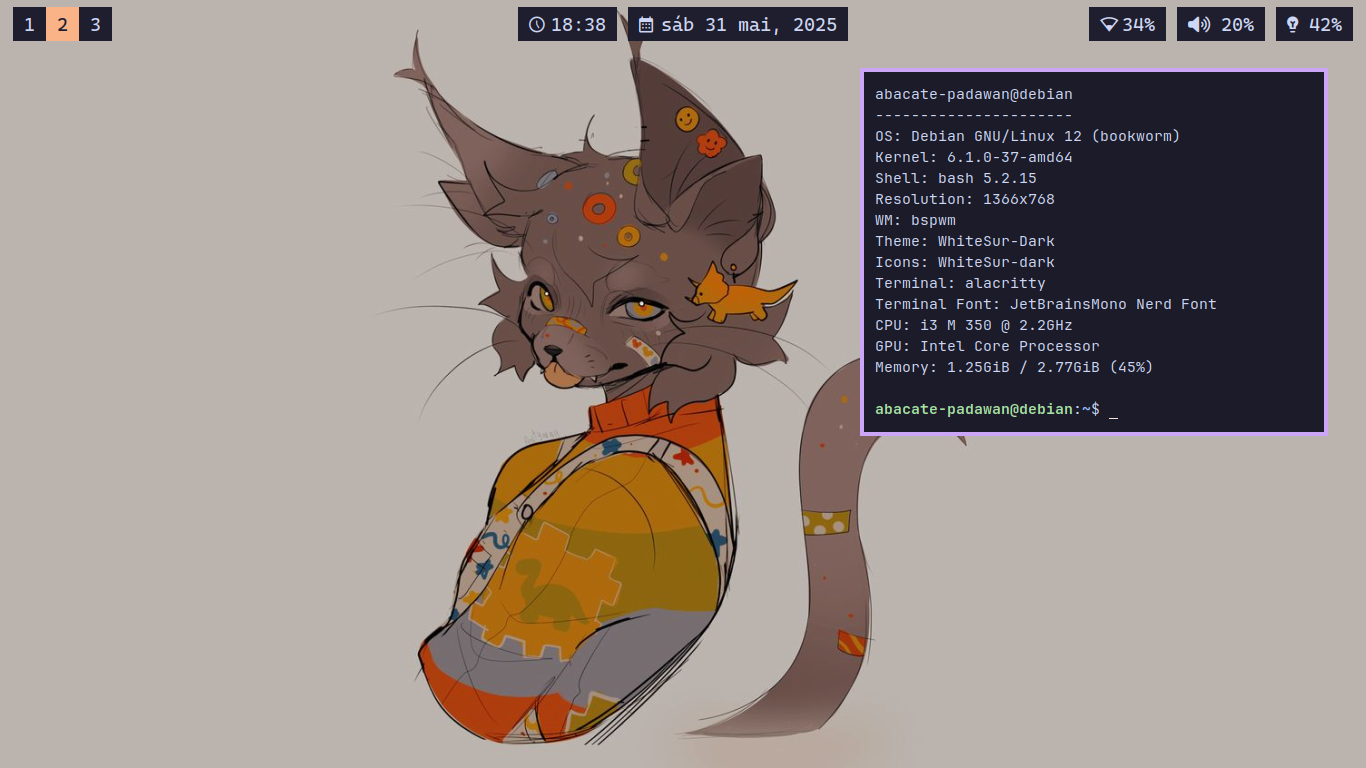 1 2 3
18:38
sáb 31 mai, 2025
34%
20%
42%
abacate-padawan@debian
----------------------
OS: Debian GNU/Linux 12 (bookworm)
Kernel: 6.1.0-37-amd64
Shell: bash 5.2.15
Resolution: 1366x768
WM: bspwm
Theme: WhiteSur-Dark
Icons: WhiteSur-dark
Terminal: alacritty
Terminal Font: JetBrainsMono Nerd Font
CPU: i3 M 350 @ 2.2GHz
GPU: Intel Core Processor
Memory: 1.25GiB / 2.77GiB (45%)
abacate-padawan@debian:~$ _